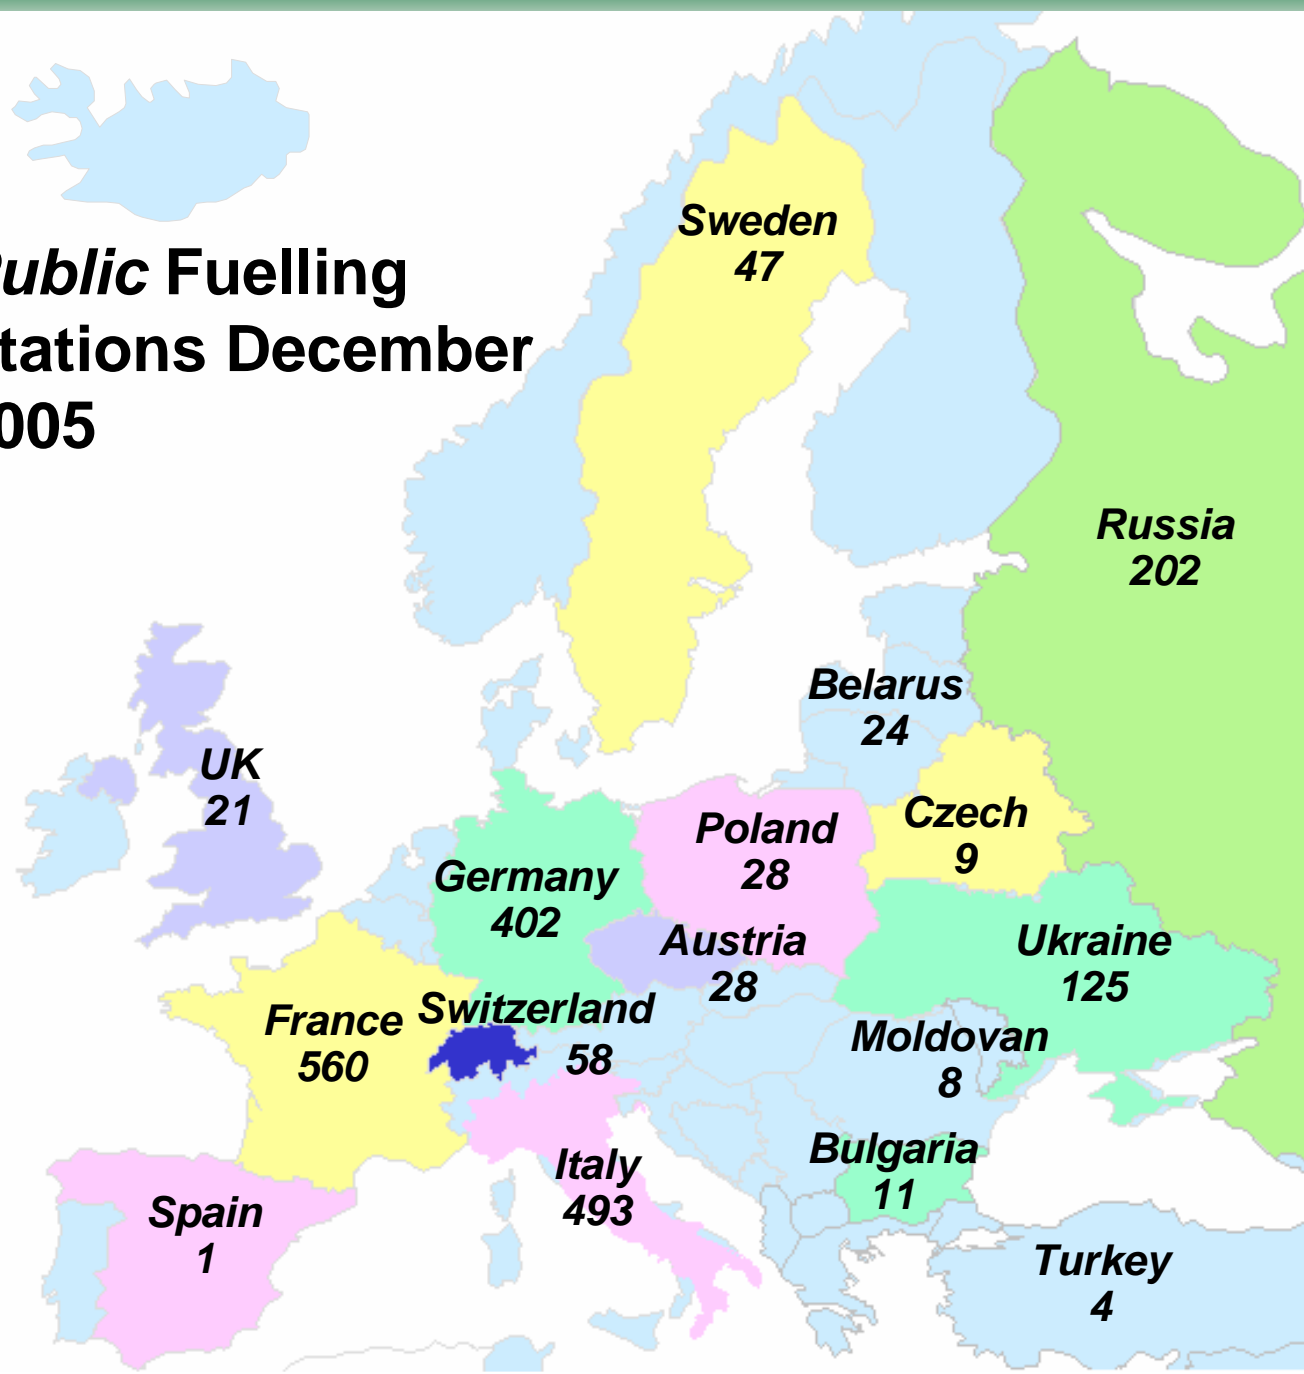 ublic Fuelling
tations December
005
Sweden
47
Russia
202
Belarus
24
UK
21
Czech
9
Poland
28
Germany
402
Austria
28
Ukraine
125
Switzerland
58
France
560
Moldovan
8
Bulgaria
11
Italy
493
Spain
1
Turkey
4